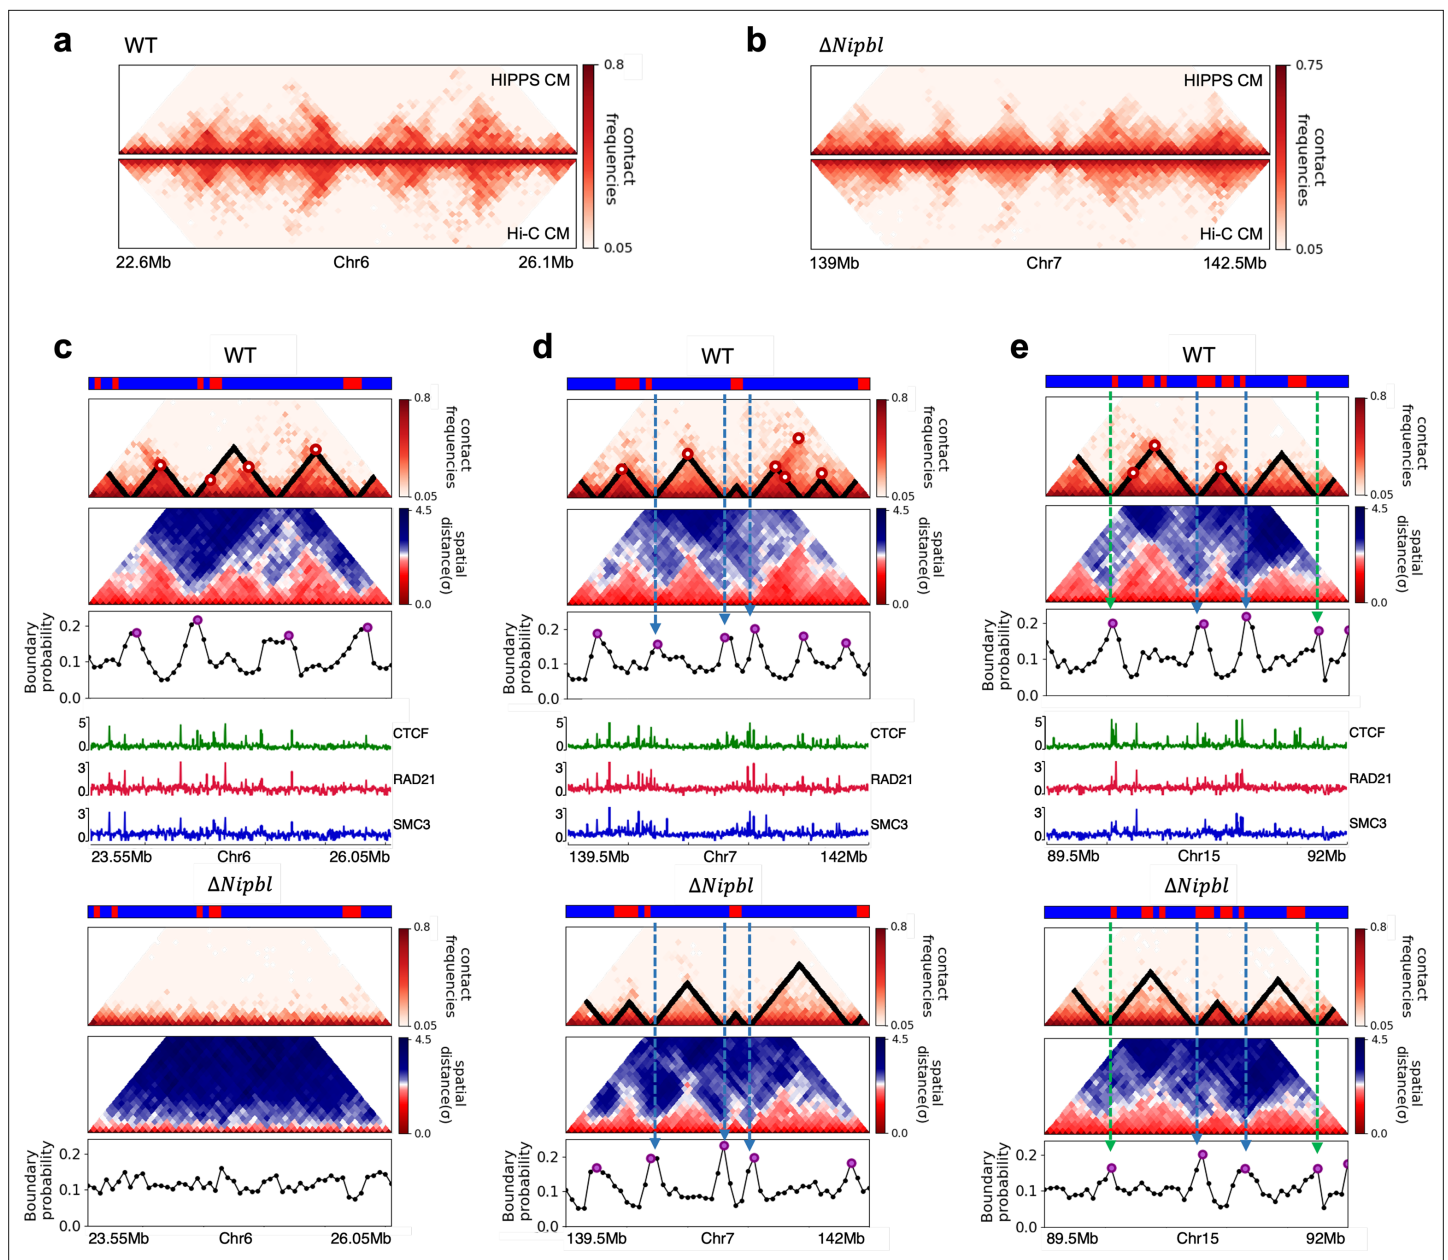 a
WT
HIPPS CM
Hi-C CM
0.8
0.05
contact
frequencies
22.6Mb
Chr6
26.1Mb
b
ΔNipbl
HIPPS CM
Hi-C CM
0.75
0.05
contact
frequencies
139Mb
Chr7
142.5Mb
c
WT
0.8
0.05
contact
frequencies
4.5
0.0
spatial
distance(σ)
Boundary
probability
0.2
0.1
0.0
5
0
CTCF
3
0
RAD21
3
0
SMC3
23.55Mb
Chr6
26.05Mb
ΔNipbl
0.8
0.05
contact
frequencies
4.5
0.0
spatial
distance(σ)
Boundary
probability
0.2
0.1
0.0
23.55Mb
Chr6
26.05Mb
d
WT
0.8
0.05
contact
frequencies
4.5
0.0
spatial
distance(σ)
Boundary
probability
0.2
0.1
0.0
5
0
CTCF
3
0
RAD21
3
0
SMC3
139.5Mb
Chr7
142Mb
ΔNipbl
0.8
0.05
contact
frequencies
4.5
0.0
spatial
distance(σ)
Boundary
probability
0.2
0.1
0.0
139.5Mb
Chr7
142Mb
e
WT
0.8
0.05
contact
frequencies
4.5
0.0
spatial
distance(σ)
Boundary
probability
0.2
0.1
0.0
5
0
CTCF
3
0
RAD21
3
0
SMC3
89.5Mb
Chr15
92Mb
ΔNipbl
0.8
0.05
contact
frequencies
4.5
0.0
spatial
distance(σ)
Boundary
probability
0.2
0.1
0.0
89.5Mb
Chr15
92Mb